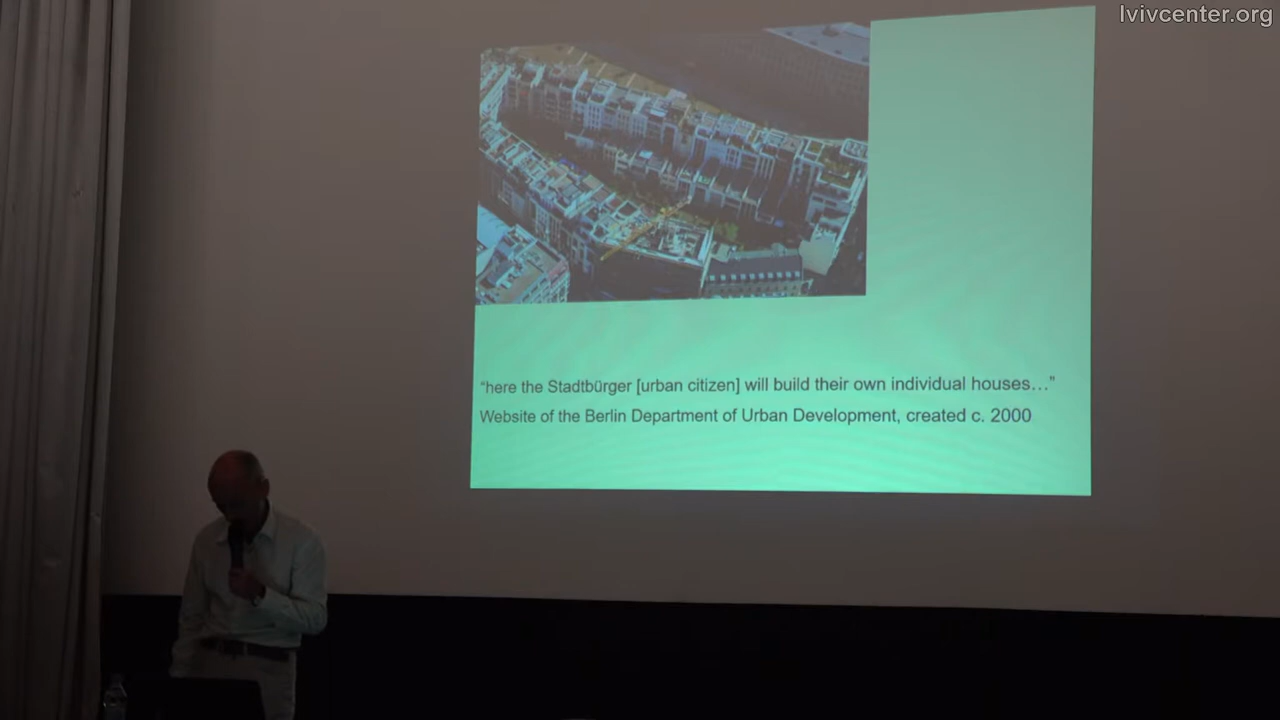 lvivcenter.org
“here the Stadtbürger [urban citizen] will build their own individual houses…”
Website of the Berlin Department of Urban Development, created c. 2000